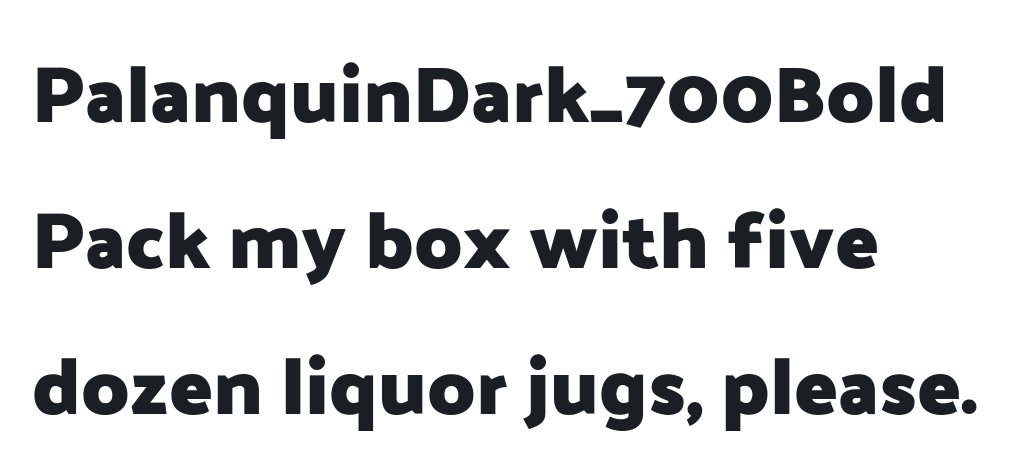 PalanquinDark_700Bold
Pack my box with five
dozen liquor jugs, please.